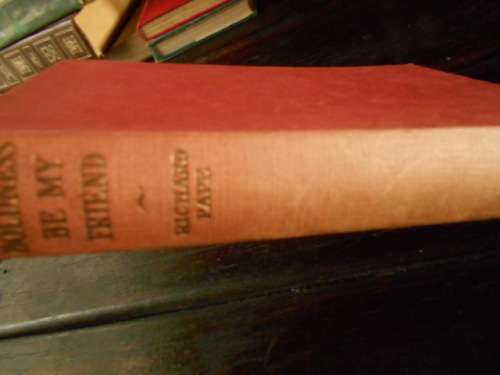 BOLDNESS
BE MY
FRIEND
~
RICHARD
PAPE